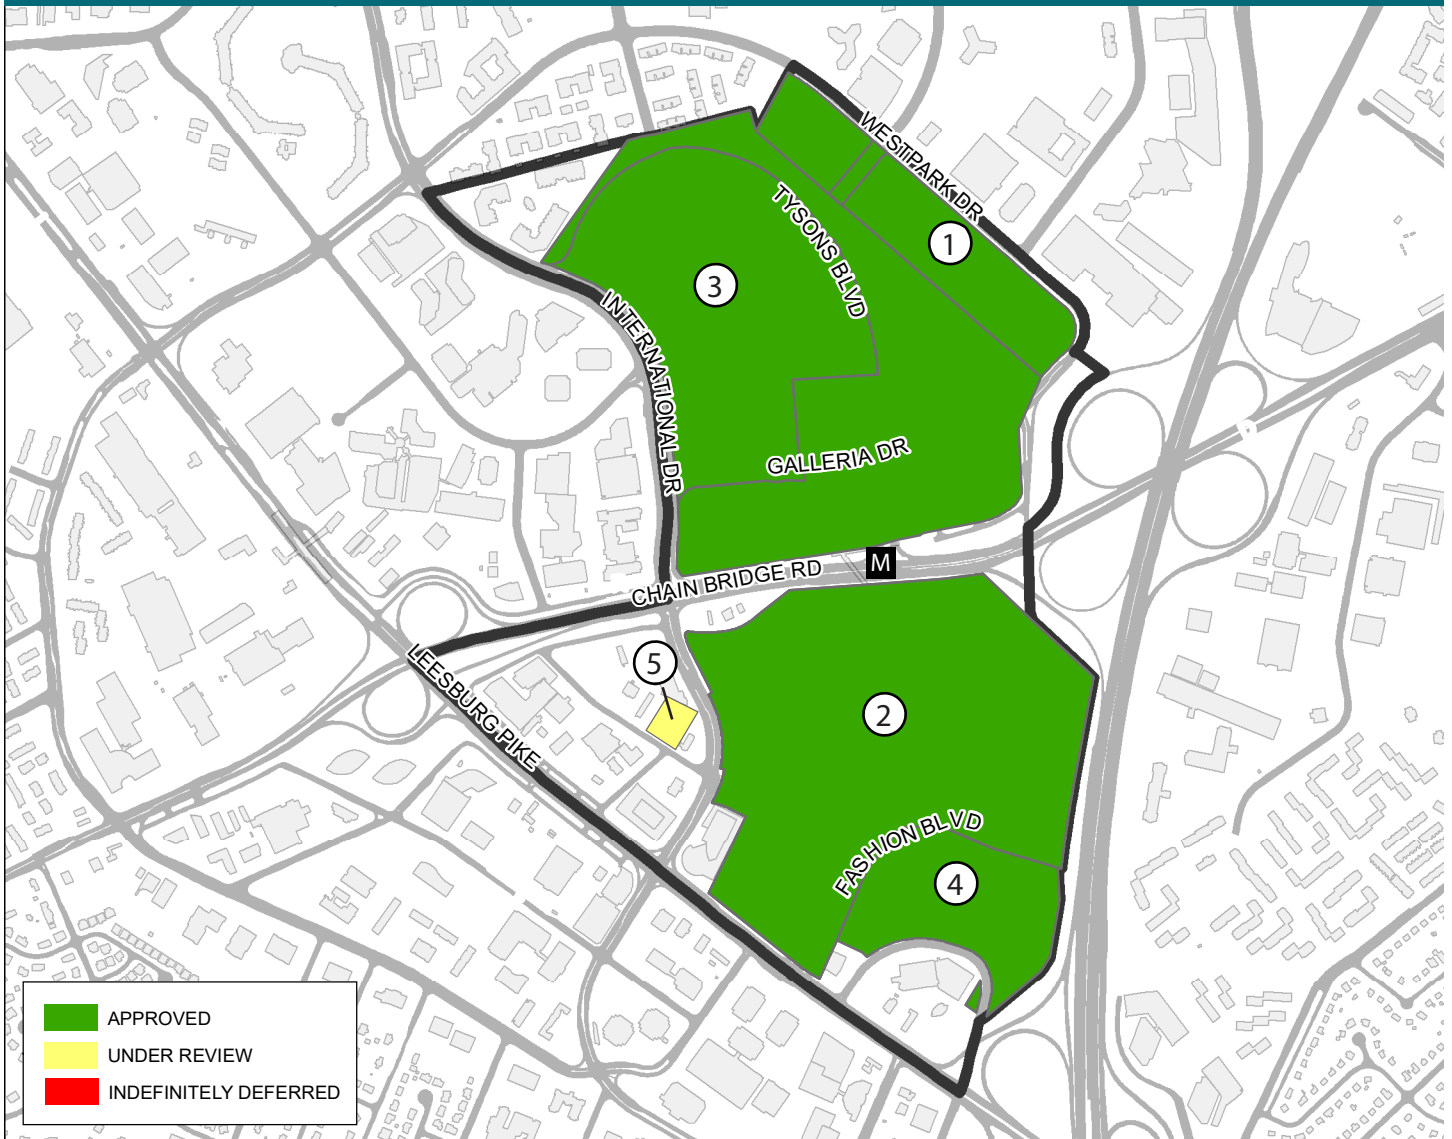 WESTPARK DR
TYSONS BLVD
1
3
INTERNATIONAL DR
GALLERIA DR
M
CHAIN BRIDGE RD
5
LEESBURG PIKE
2
FASHION BLVD
4
APPROVED
UNDER REVIEW
INDEFINITELY DEFERRED